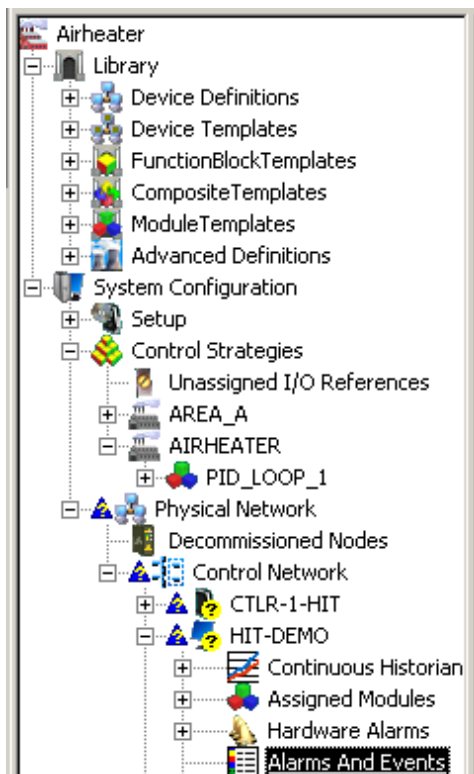 Airheater
Library
Device Definitions
Device Templates
FunctionBlockTemplates
CompositeTemplates
ModuleTemplates
Advanced Definitions
System Configuration
Setup
Control Strategies
Unassigned I/O References
AREA_A
AIRHEATER
PID_LOOP_1
Physical Network
Decommissioned Nodes
Control Network
CTLR-1-HIT
HIT-DEMO
Continuous Historian
Assigned Modules
Hardware Alarms
Alarms And Events